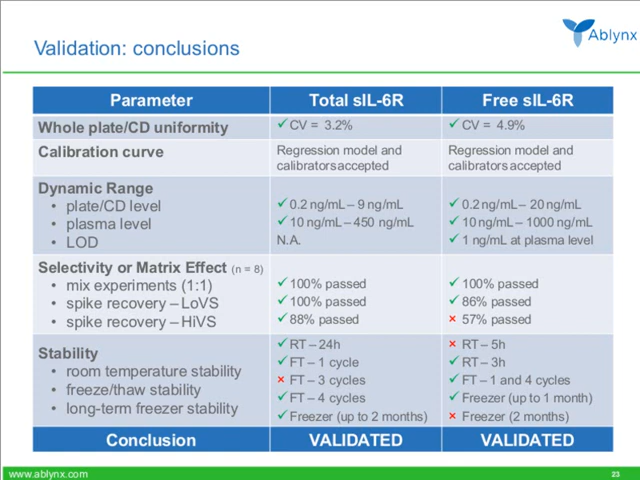 Validation: conclusions
Ablynx
Parameter Total sIL-6R Free sIL-6R
Whole plate/CD uniformity ✓CV = 3.2% ✓CV = 4.9%
Calibration curve Regression model and calibrators accepted Regression model and calibrators accepted
Dynamic Range
• plate/CD level ✓0.2 ng/mL – 9 ng/mL ✓0.2 ng/mL – 20 ng/mL
• plasma level ✓10 ng/mL – 450 ng/mL ✓10 ng/mL – 1000 ng/mL
• LOD N.A. ✓1 ng/mL at plasma level
Selectivity or Matrix Effect (n = 8)
• mix experiments (1:1) ✓100% passed ✓100% passed
• spike recovery – LoVS ✓100% passed ✓86% passed
• spike recovery – HiVS ✓88% passed × 57% passed
Stability
• room temperature stability
• freeze/thaw stability
• long-term freezer stability
✓RT – 24h × RT – 5h
✓FT – 1 cycle ✓RT – 3h
× FT – 3 cycles ✓FT – 1 and 4 cycles
✓FT – 4 cycles ✓Freezer (up to 1 month)
✓Freezer (up to 2 months) × Freezer (2 months)
Conclusion VALIDATED VALIDATED
www.ablynx.com 23